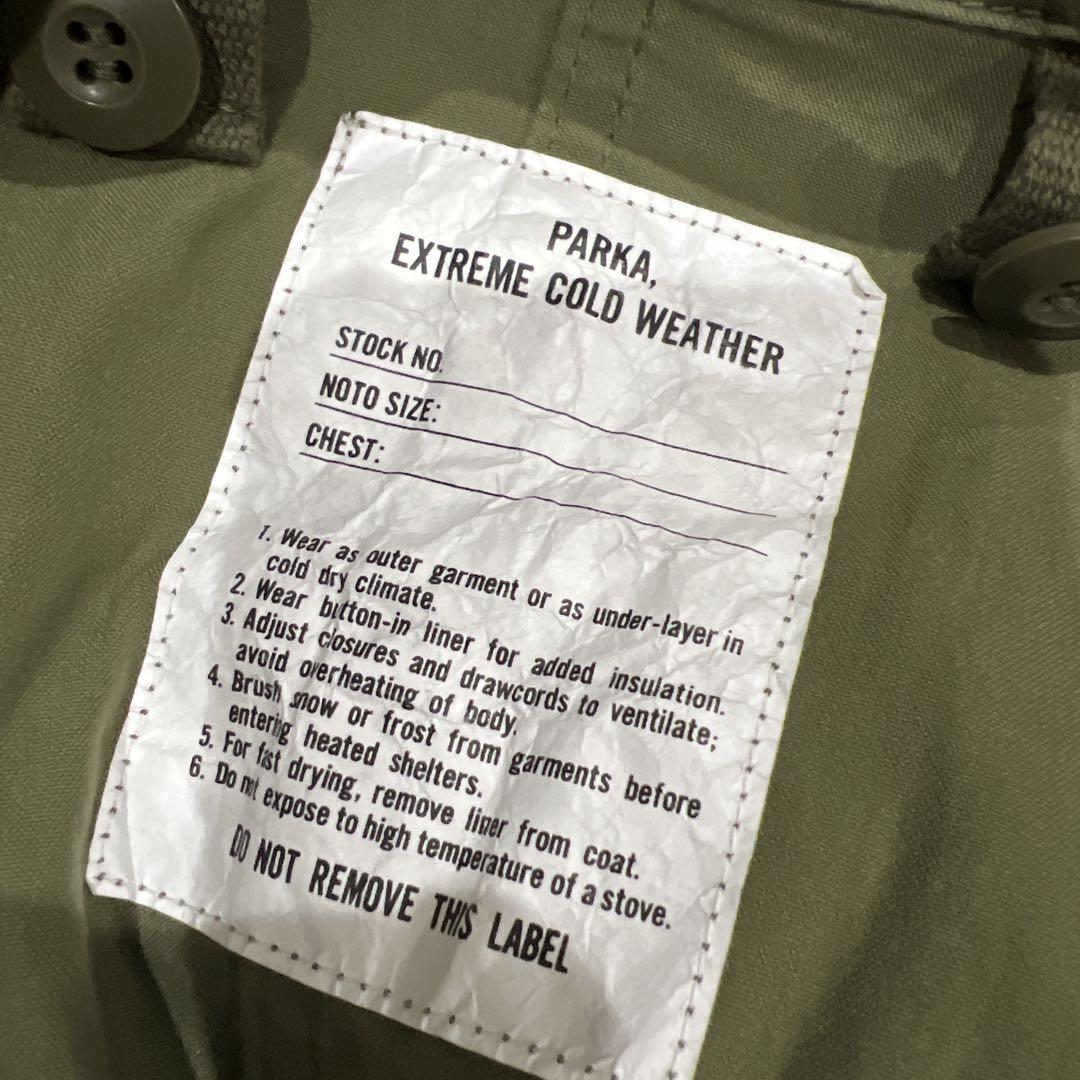 PARKA,
EXTREME COLD WEATHER
STOCK NO.
NOTO SIZE:
CHEST:
1. Wear as outer garment or as under-layer in
cold dry climate.
2. Wear button-in liner for added insulation.
3. Adjust closures and drawcords to ventilate;
avoid overheating of body.
4. Brush snow or frost from garments before
entering heated shelters.
5. For fast drying, remove liner from coat.
6. Do not expose to high temperature of a stove.
DO NOT REMOVE THIS LABEL